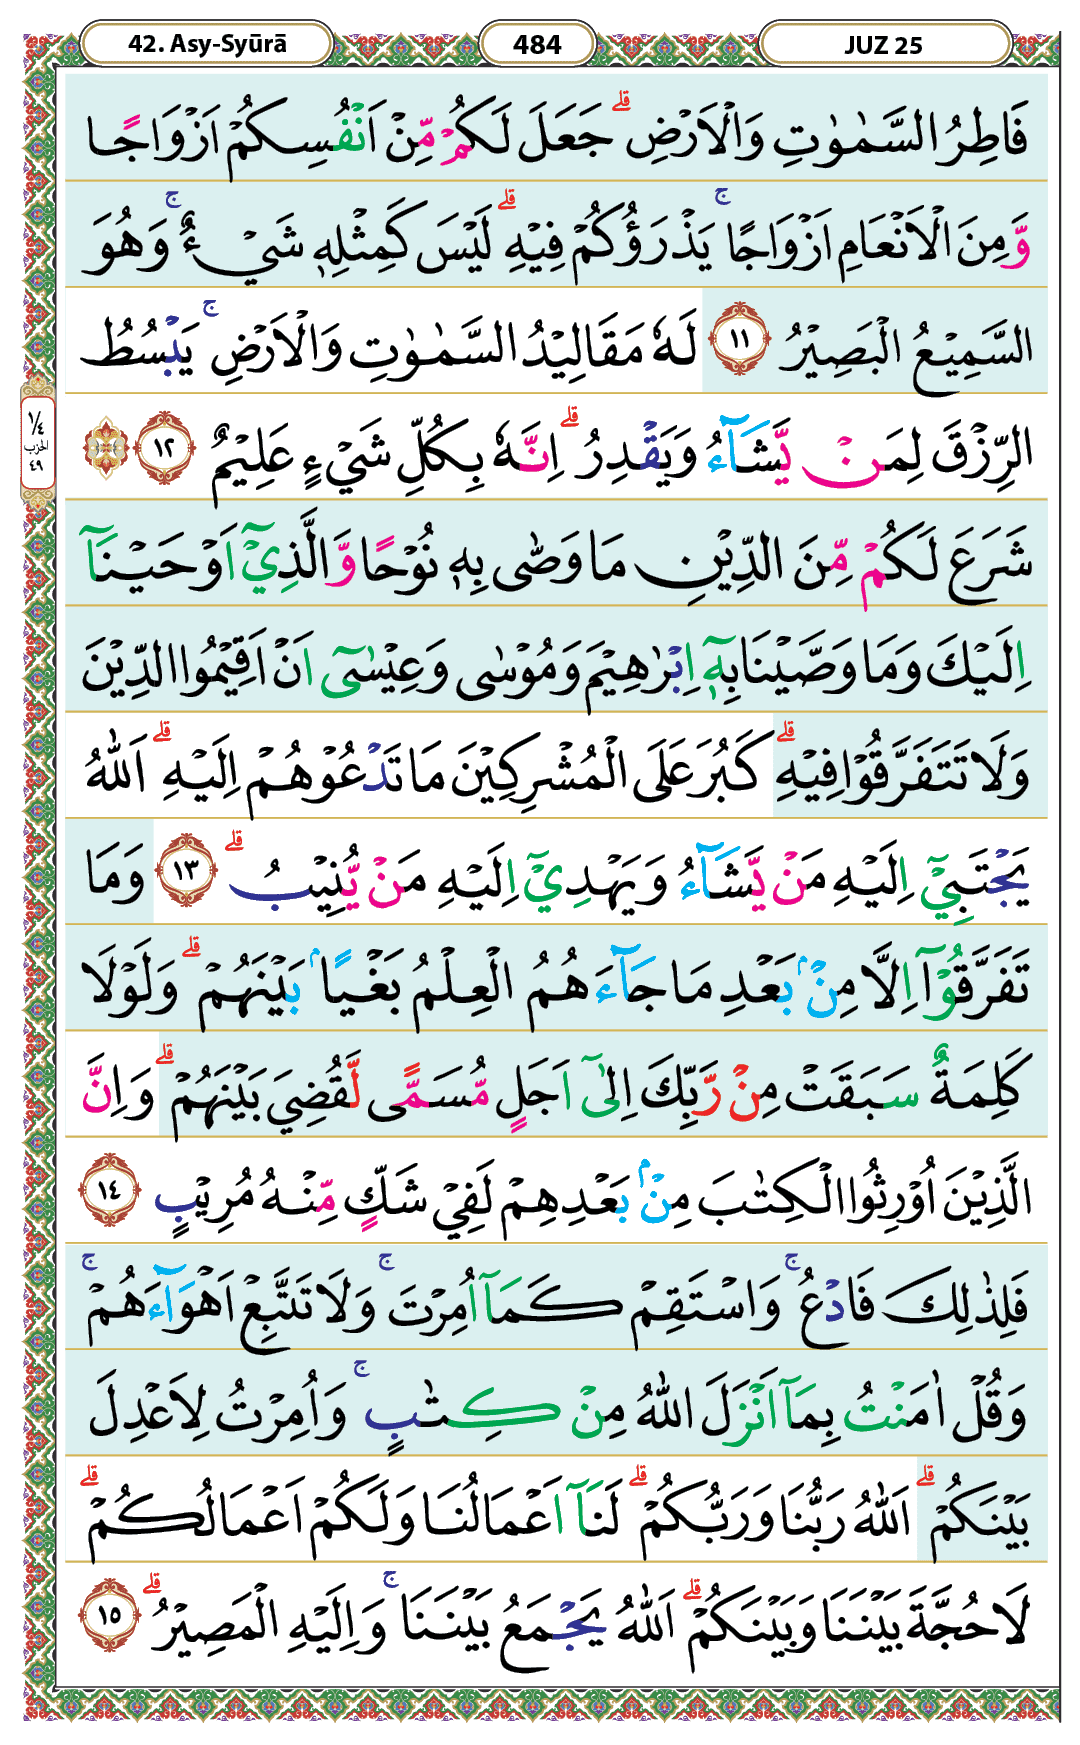 42. Asy-Syūrā
484
JUZ 25
فَاطِرُ السَّمٰوٰتِ وَالْاَرْضِ ۗ جَعَلَ لَكُمْ مِّنْ اَنْفُسِكُمْ اَزْوَاجًا
وَّمِنَ الْاَنْعَامِ اَزْوَاجًا ۚ يَذْرَؤُكُمْ فِيْهِ ۗ لَيْسَ كَمِثْلِهٖ شَيْءٌ ۚ وَهُوَ
السَّمِيْعُ الْبَصِيْرُ ١١ لَهٗ مَقَالِيْدُ السَّمٰوٰتِ وَالْاَرْضِ ۚ يَبْسُطُ
الرِّزْقَ لِمَنْ يَّشَاۤءُ وَيَقْدِرُ ۗ اِنَّهٗ بِكُلِّ شَيْءٍ عَلِيْمٌ ١٢
١/٤
الحزب
٤٩
شَرَعَ لَكُمْ مِّنَ الدِّيْنِ مَا وَصّٰى بِهٖ نُوْحًا وَّالَّذِيْٓ اَوْحَيْنَآ
اِلَيْكَ وَمَا وَصَّيْنَا بِهٖٓ اِبْرٰهِيْمَ وَمُوْسٰى وَعِيْسٰىٓ اَنْ اَقِيْمُوا الدِّيْنَ
وَلَا تَتَفَرَّقُوْا فِيْهِ ۗ كَبُرَ عَلَى الْمُشْرِكِيْنَ مَا تَدْعُوْهُمْ اِلَيْهِ ۗ اَللّٰهُ
يَجْتَبِيْٓ اِلَيْهِ مَنْ يَّشَاۤءُ وَيَهْدِيْٓ اِلَيْهِ مَنْ يُّنِيْبُ ۗ ١٣ وَمَا
تَفَرَّقُوْٓا اِلَّا مِنْۢ بَعْدِ مَا جَاۤءَهُمُ الْعِلْمُ بَغْيًاۢ بَيْنَهُمْ ۗ وَلَوْلَا
كَلِمَةٌ سَبَقَتْ مِنْ رَّبِّكَ اِلٰٓى اَجَلٍ مُّسَمًّى لَّقُضِيَ بَيْنَهُمْ ۗ وَاِنَّ
الَّذِيْنَ اُوْرِثُوا الْكِتٰبَ مِنْۢ بَعْدِهِمْ لَفِيْ شَكٍّ مِّنْهُ مُرِيْبٍ ١٤
فَلِذٰلِكَ فَادْعُ ۚ وَاسْتَقِمْ كَمَآ اُمِرْتَ ۚ وَلَا تَتَّبِعْ اَهْوَاۤءَهُمْ ۚ
وَقُلْ اٰمَنْتُ بِمَآ اَنْزَلَ اللّٰهُ مِنْ كِتٰبٍ ۚ وَاُمِرْتُ لِاَعْدِلَ
بَيْنَكُمْ ۗ اَللّٰهُ رَبُّنَا وَرَبُّكُمْ ۗ لَنَآ اَعْمَالُنَا وَلَكُمْ اَعْمَالُكُمْ ۗ
لَا حُجَّةَ بَيْنَنَا وَبَيْنَكُمْ ۗ اَللّٰهُ يَجْمَعُ بَيْنَنَا ۚ وَاِلَيْهِ الْمَصِيْرُ ۗ ١٥